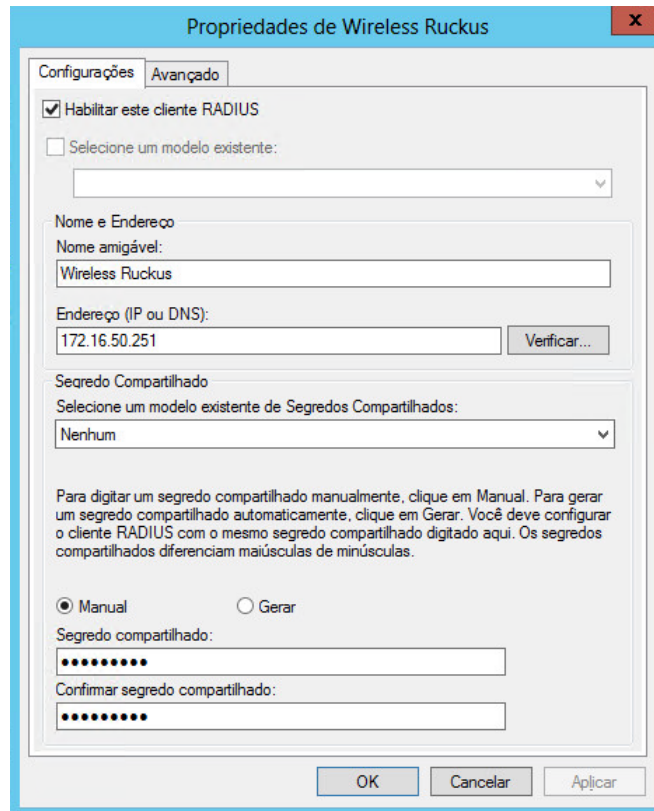 Propriedades de Wireless Ruckus
x
Configurações
Avançado
Habilitar este cliente RADIUS
Selecione um modelo existente:
Nome e Endereço
Nome amigável:
Wireless Ruckus
Endereço (IP ou DNS):
172.16.50.251
Verificar...
Segredo Compartilhado
Selecione um modelo existente de Segredos Compartilhados:
Nenhum
Para digitar um segredo compartilhado manualmente, clique em Manual. Para gerar
um segredo compartilhado automaticamente, clique em Gerar. Você deve configurar
o cliente RADIUS com o mesmo segredo compartilhado digitado aqui. Os segredos
compartilhados diferenciam maiúsculas de minúsculas.
Manual
Gerar
Segredo compartilhado:
•••••••••
Confirmar segredo compartilhado:
•••••••••
OK
Cancelar
Aplicar